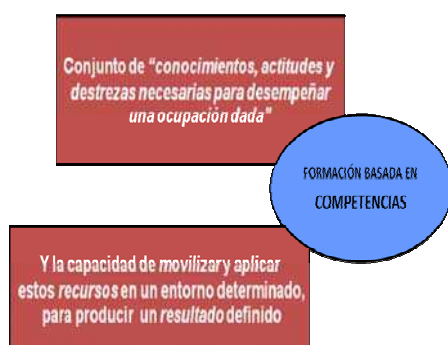 Conjunto de “conocimientos, actitudes y
destrezas necesarias para desempeñar
una ocupación dada”
FORMACIÓN BASADA EN
COMPETENCIAS
Y la capacidad de movilizar y aplicar
estos recursos en un entorno determinado,
para producir un resultado definido